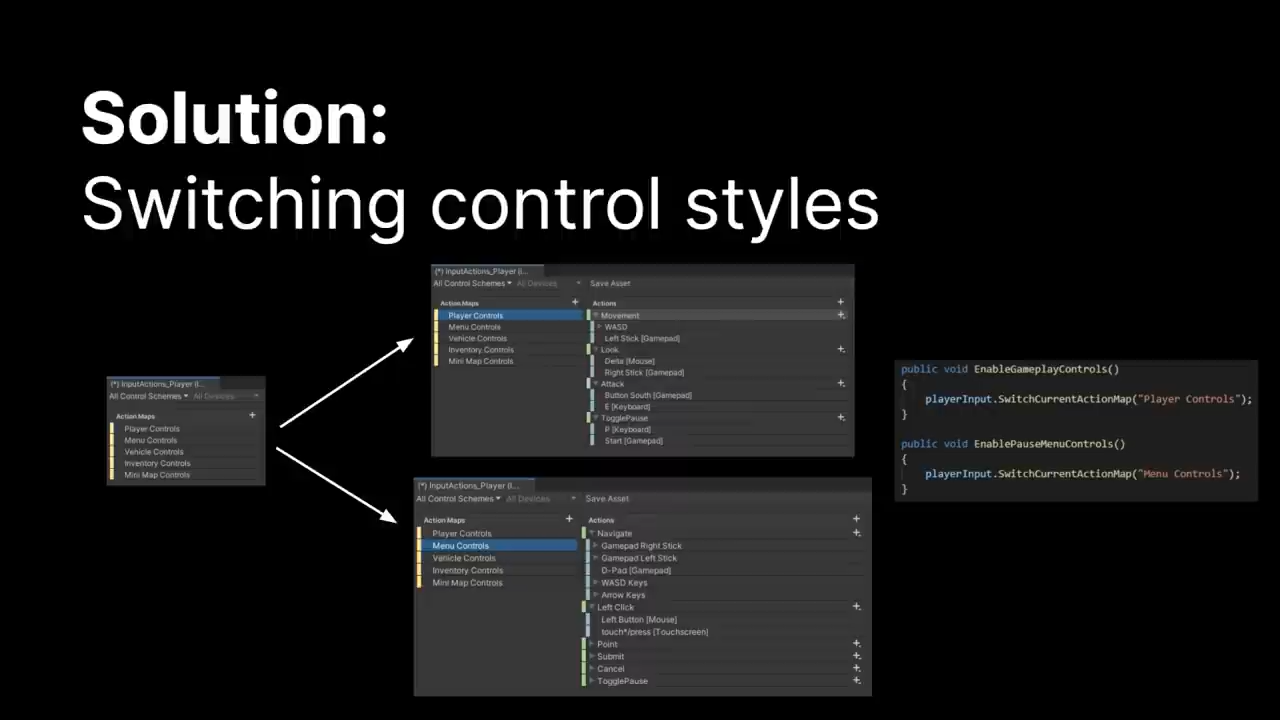 Solution:
Switching control styles
(*) InputActions_Player (I...
All Control Schemes All Devices
Action Maps +
Player Controls
Menu Controls
Vehicle Controls
Inventory Controls
Mini Map Controls
(*) InputActions_Player (I...
All Control Schemes All Devices Save Asset
Action Maps + Actions +
Player Controls
Menu Controls
Vehicle Controls
Inventory Controls
Mini Map Controls
Movement +
WASD
Left Stick [Gamepad]
Look +
Delta [Mouse]
Right Stick [Gamepad]
Attack +
Button South [Gamepad]
E [Keyboard]
TogglePause +
P [Keyboard]
Start [Gamepad]
(*) InputActions_Player (I...
All Control Schemes All Devices Save Asset
Action Maps + Actions +
Player Controls
Menu Controls
Vehicle Controls
Inventory Controls
Mini Map Controls
Navigate +
Gamepad Right Stick
Gamepad Left Stick
D-Pad [Gamepad]
WASD Keys
Arrow Keys
Left Click +
Left Button [Mouse]
touch*/press [Touchscreen]
Point +
Submit +
Cancel +
TogglePause +
public void EnableGameplayControls()
{
playerInput.SwitchCurrentActionMap("Player Controls");
}
public void EnablePauseMenuControls()
{
playerInput.SwitchCurrentActionMap("Menu Controls");
}